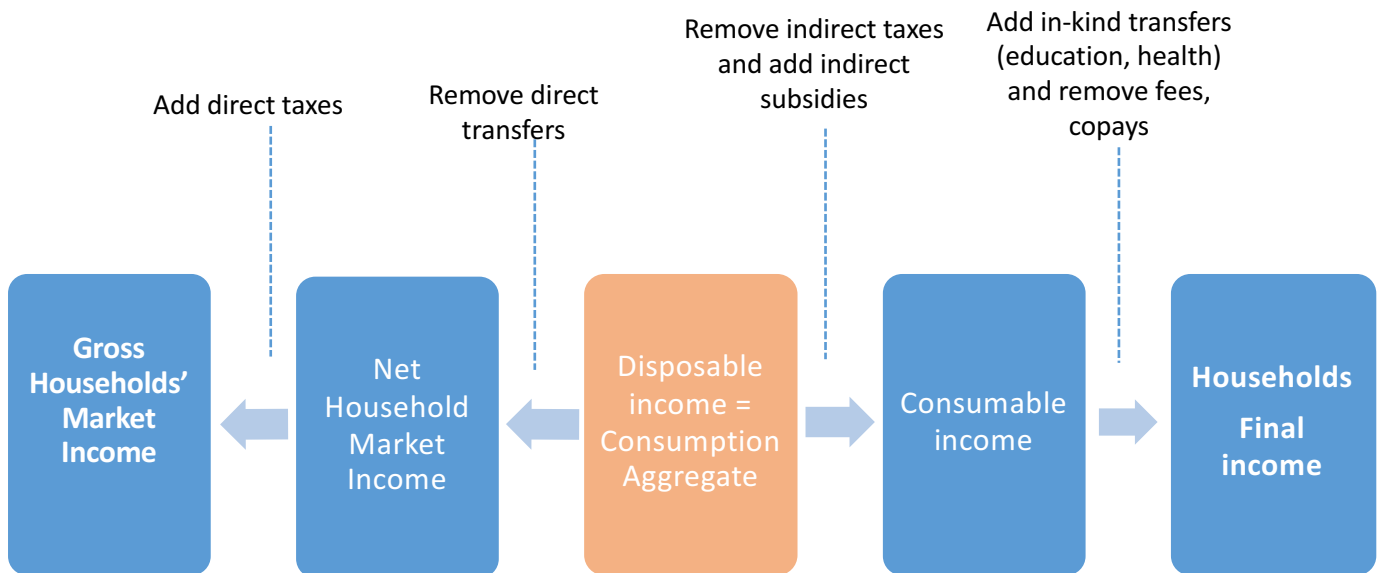 Add direct taxes
Remove direct
transfers
Remove indirect taxes
and add indirect
subsidies
Add in-kind transfers
(education, health)
and remove fees,
copays
Gross
Households’
Market
Income
Net
Household
Market
Income
Disposable
income =
Consumption
Aggregate
Consumable
income
Households
Final
income